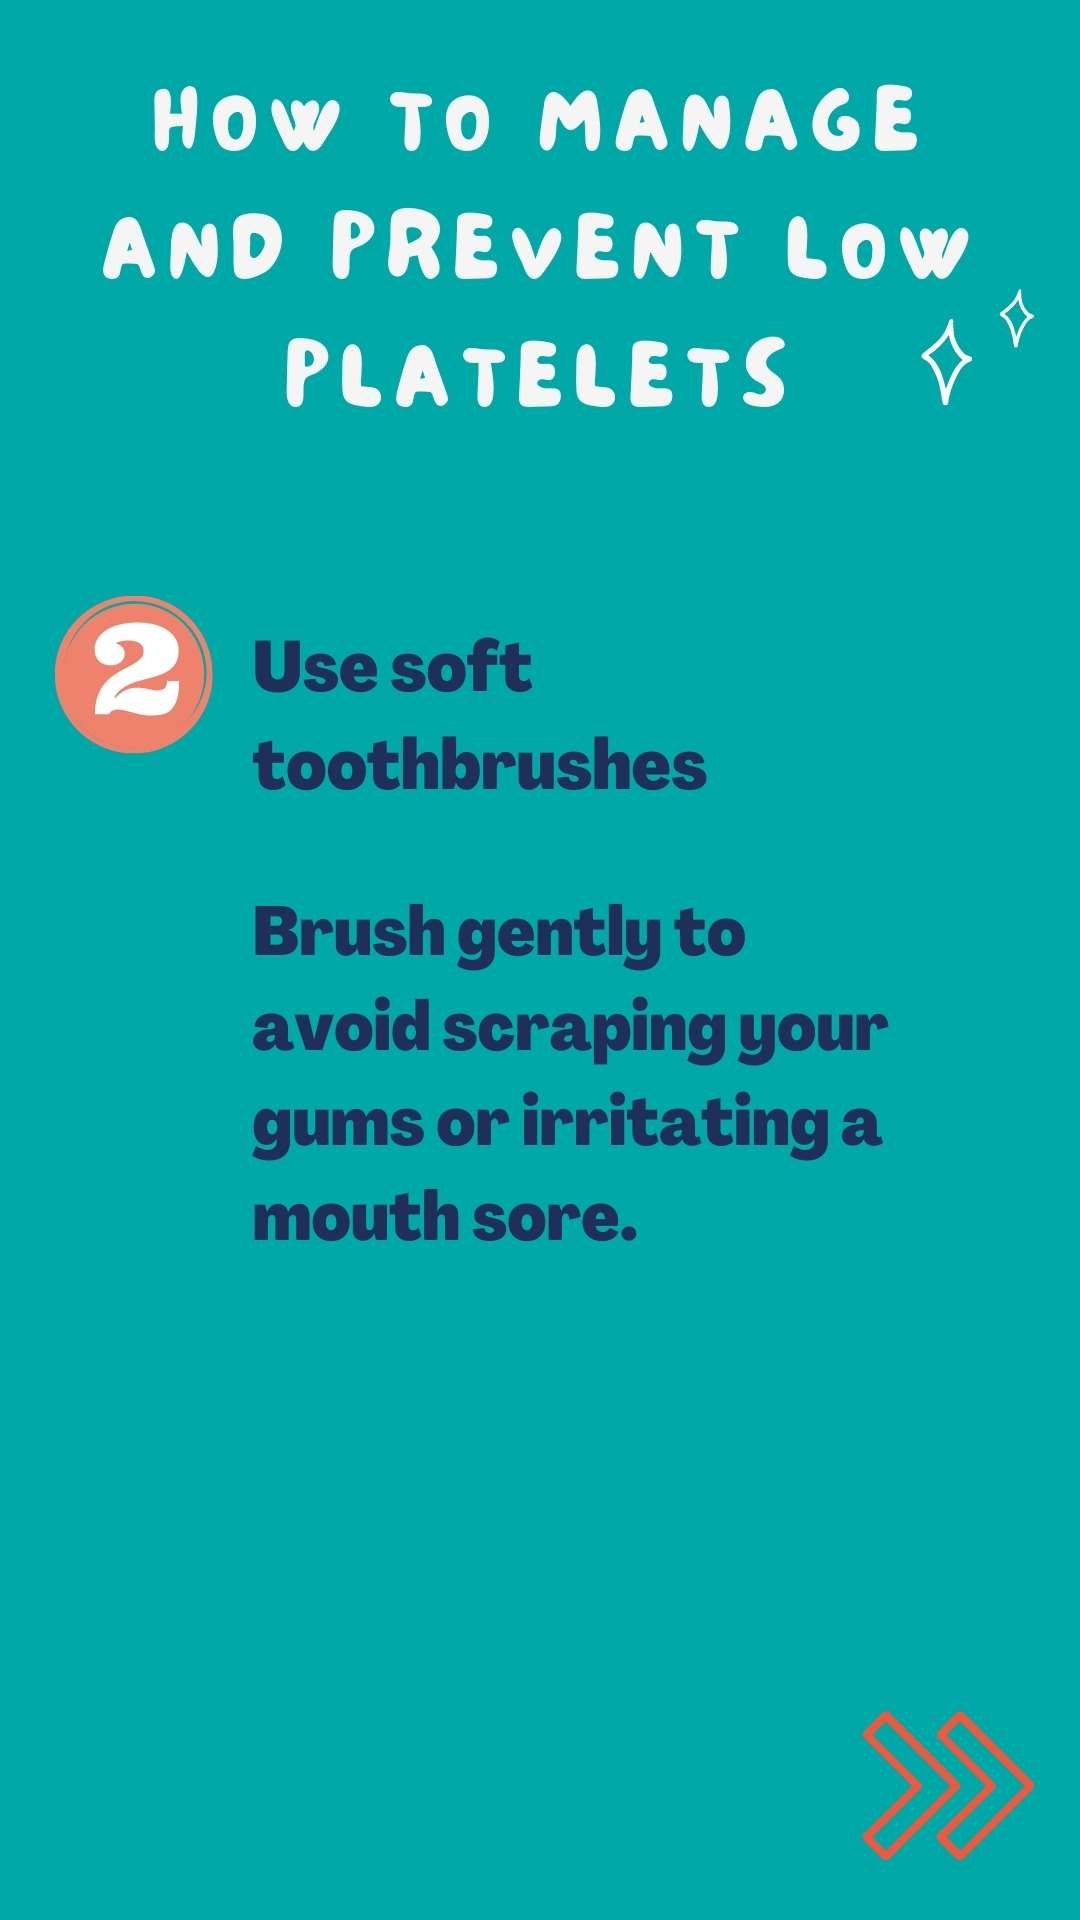 HOW TO MANAGE
AND PREVENT LOW
PLATELETS
2
Use soft
toothbrushes
Brush gently to
avoid scraping your
gums or irritating a
mouth sore.